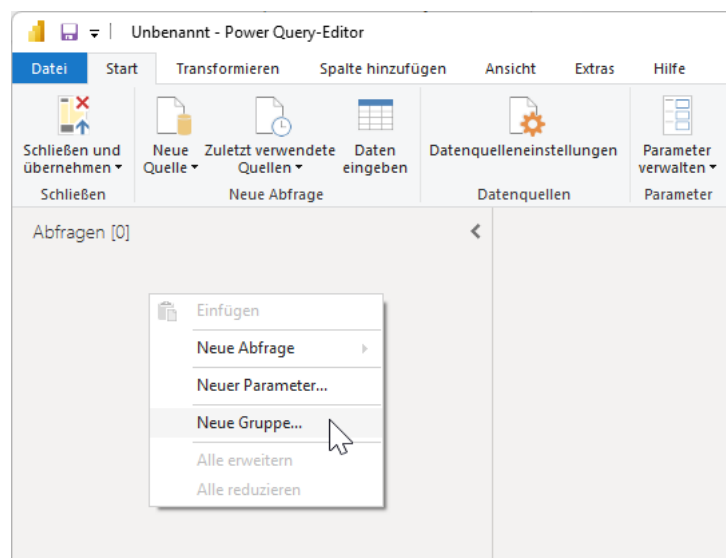 Unbenannt - Power Query-Editor
Datei Start Transformieren Spalte hinzufügen Ansicht Extras Hilfe
Schließen und übernehmen
Neue Quelle
Zuletzt verwendete Quellen
Daten eingeben
Datenquelleneinstellungen
Parameter verwalten
Schließen Neue Abfrage Datenquellen Parameter
Abfragen [0]
Einfügen
Neue Abfrage
Neuer Parameter...
Neue Gruppe...
Alle erweitern
Alle reduzieren